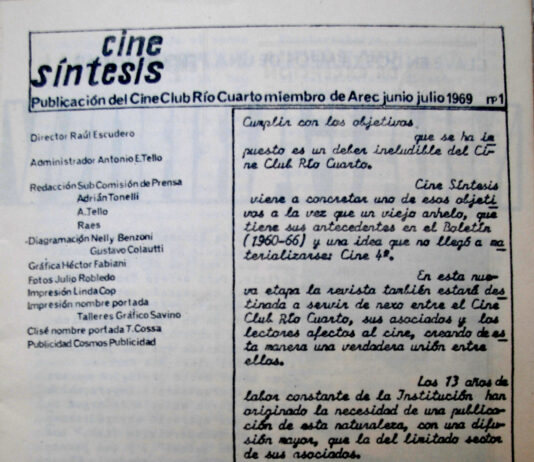 cine
síntesis
Publicación del Cine Club Río Cuarto miembro de Arec junio julio 1969 nº 1
Director Raúl Escudero
Administrador Antonio E. Tello
Redacción Sub Comisión de Prensa
Adrián Tonelli
A. Tello
Raes
-Diagramación Nelly Benzoni
Gustavo Colautti
Gráfica Héctor Fabiani
Fotos Julio Robledo
Impresión Linda Cop
Impresión nombre portada
Talleres Gráfico Savino
Clisé nombre portada T. Cossa
Publicidad Cosmos Publicidad
Cumplir con los objetivos
que se ha im
puesto es un deber ineludible del Ci
ne Club Río Cuarto.
Cine Síntesis
viene a concretar uno de esos objeti
vos a la vez que un viejo anhelo, que
tiene sus antecedentes en el Boletín
(1960-66) y una idea que no llegó a ma
terializarse: Cine 4º.
En esta nue-
va etapa la revista también estará des
tinada a servir de nexo entre el Cine
Club Río Cuarto, sus asociados y los
lectores afectos al cine, creando de es
ta manera una verdadera unión entre
ellos.
Los 13 años de
labor constante de la Institución han
originado la necesidad de una publicac-
ión de esta naturaleza, con una difu-
sión mayor, que la del limitado sector
de sus asociados.